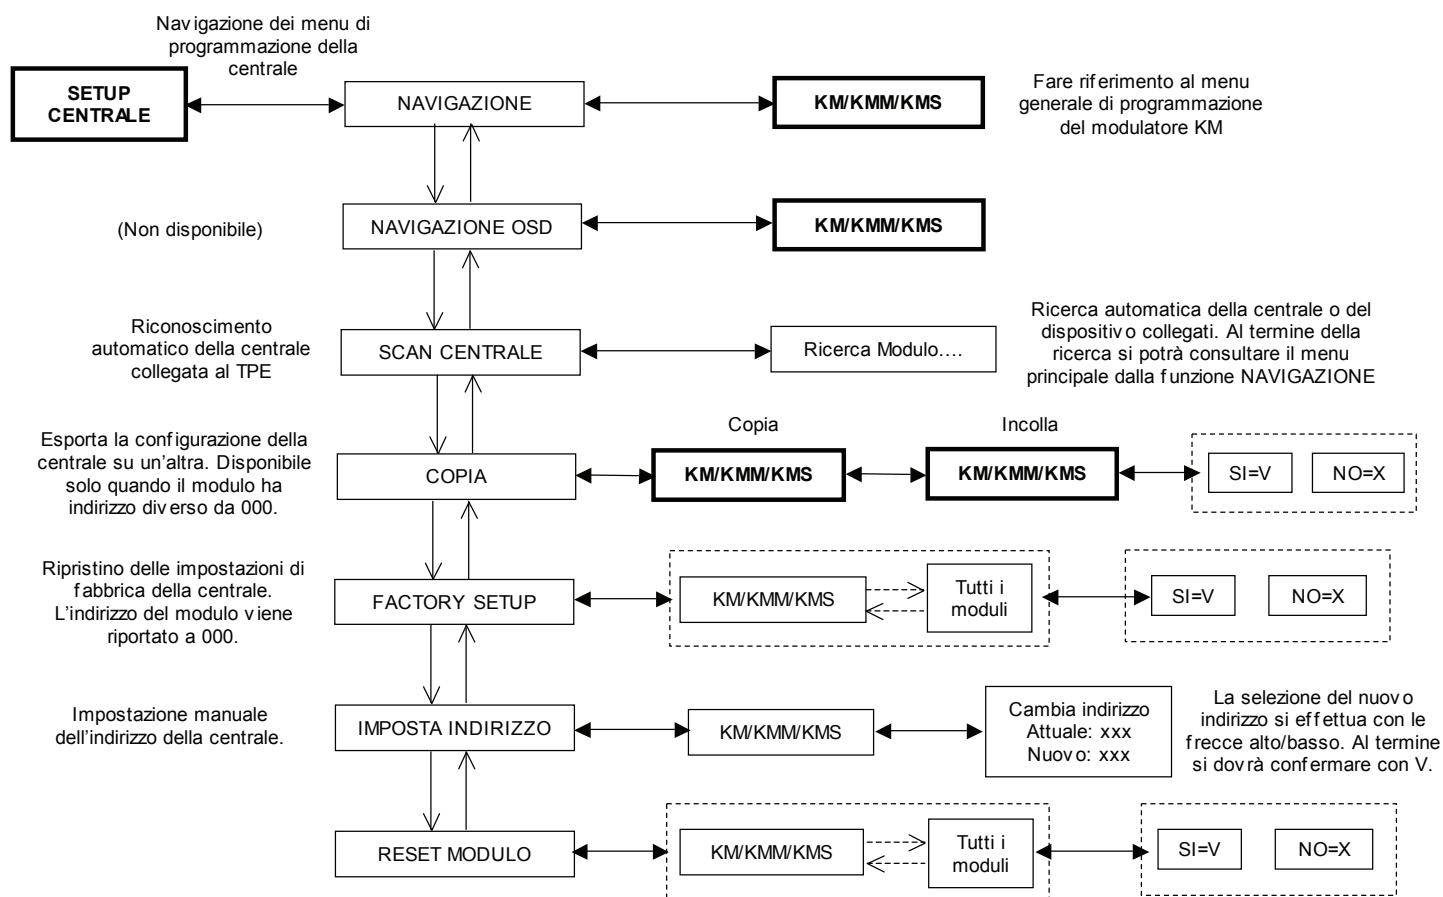 Navigazione dei menu di
programmazione della
centrale
SETUP
CENTRALE
NAVIGAZIONE
KM/KMM/KMS
Fare riferimento al menu
generale di programmazione
del modulatore KM
(Non disponibile)
NAVIGAZIONE OSD
KM/KMM/KMS
Riconoscimento
automatico della centrale
collegata al TPE
SCAN CENTRALE
Ricerca Modulo....
Ricerca automatica della centrale o del
dispositivo collegati. Al termine della
ricerca si potrà consultare il menu
principale dalla funzione NAVIGAZIONE
Esporta la configurazione della
centrale su un'altra. Disponibile
solo quando il modulo ha
indirizzo diverso da 000.
COPIA
Copia
KM/KMM/KMS
Incolla
KM/KMM/KMS
SI=V
NO=X
Ripristino delle impostazioni di
fabbrica della centrale.
L'indirizzo del modulo viene
riportato a 000.
FACTORY SETUP
KM/KMM/KMS
Tutti i
moduli
SI=V
NO=X
Impostazione manuale
dell'indirizzo della centrale.
IMPOSTA INDIRIZZO
KM/KMM/KMS
Cambia indirizzo
Attuale: xxx
Nuovo: xxx
La selezione del nuovo
indirizzo si effettua con le
frecce alto/basso. Al termine
si dovrà confermare con V.
RESET MODULO
KM/KMM/KMS
Tutti i
moduli
SI=V
NO=X